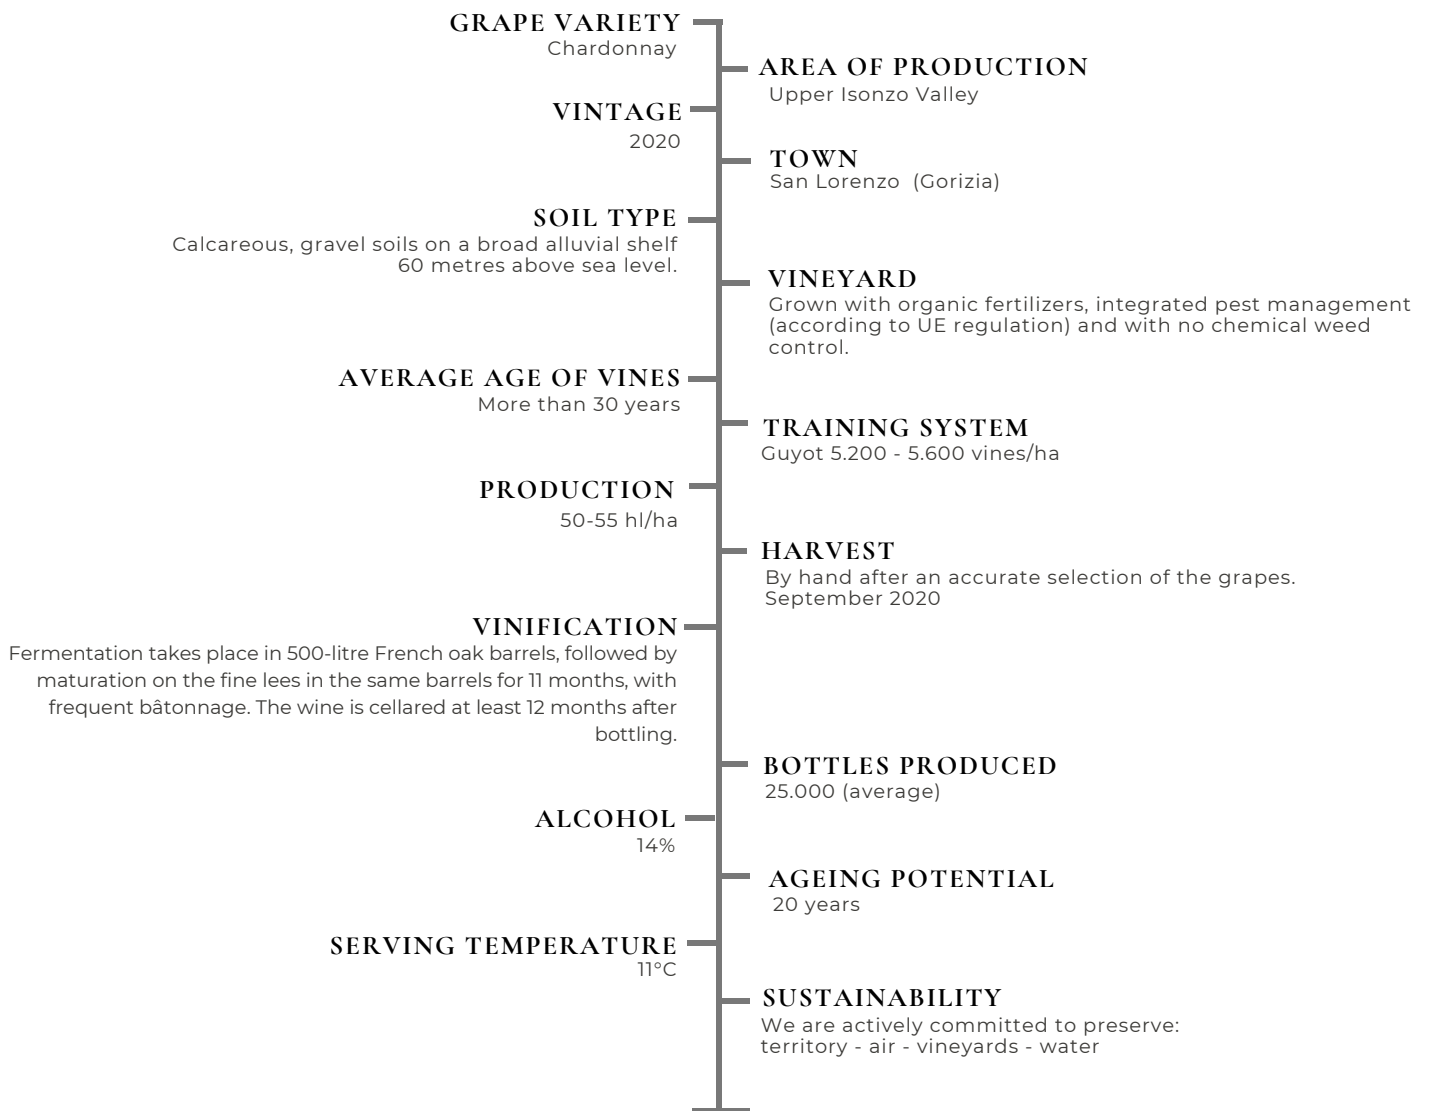 GRAPE VARIETY
Chardonnay
AREA OF PRODUCTION
Upper Isonzo Valley
VINTAGE
2020
TOWN
San Lorenzo (Gorizia)
SOIL TYPE
Calcareous, gravel soils on a broad alluvial shelf
60 metres above sea level.
VINEYARD
Grown with organic fertilizers, integrated pest management
(according to UE regulation) and with no chemical weed
control.
AVERAGE AGE OF VINES
More than 30 years
TRAINING SYSTEM
Guyot 5.200 - 5.600 vines/ha
PRODUCTION
50-55 hl/ha
HARVEST
By hand after an accurate selection of the grapes.
September 2020
VINIFICATION
Fermentation takes place in 500-litre French oak barrels, followed by
maturation on the fine lees in the same barrels for 11 months, with
frequent bâtonnage. The wine is cellared at least 12 months after
bottling.
BOTTLES PRODUCED
25.000 (average)
ALCOHOL
14%
AGEING POTENTIAL
20 years
SERVING TEMPERATURE
11°C
SUSTAINABILITY
We are actively committed to preserve:
territory - air - vineyards - water